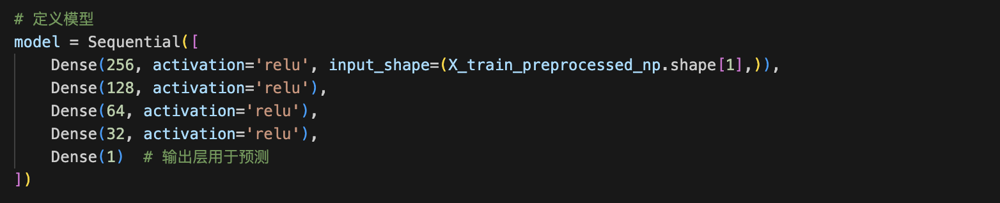 # 定义模型
model = Sequential([
    Dense(256, activation='relu', input_shape=(X_train_preprocessed_np.shape[1],)),
    Dense(128, activation='relu'),
    Dense(64, activation='relu'),
    Dense(32, activation='relu'),
    Dense(1)  # 输出层用于预测
])